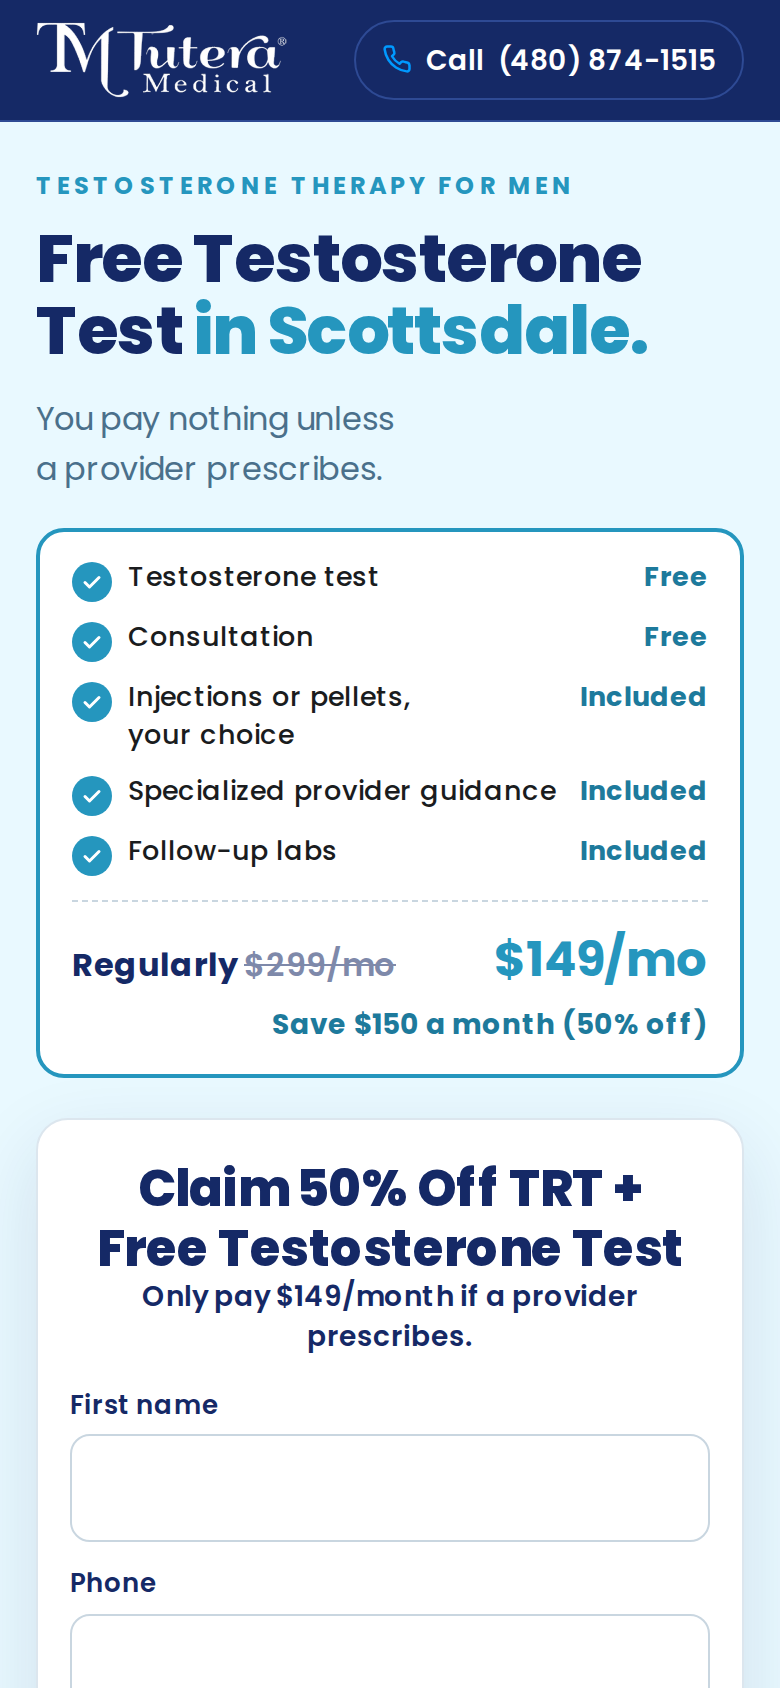 TM Tutera®
Medical
Call (480) 874-1515
TESTOSTERONE THERAPY FOR MEN
Free Testosterone
Test in Scottsdale.
You pay nothing unless
a provider prescribes.
Testosterone test Free
Consultation Free
Injections or pellets, Included
your choice
Specialized provider guidance Included
Follow-up labs Included
Regularly $299/mo $149/mo
Save $150 a month (50% off)
Claim 50% Off TRT +
Free Testosterone Test
Only pay $149/month if a provider
prescribes.
First name
Phone